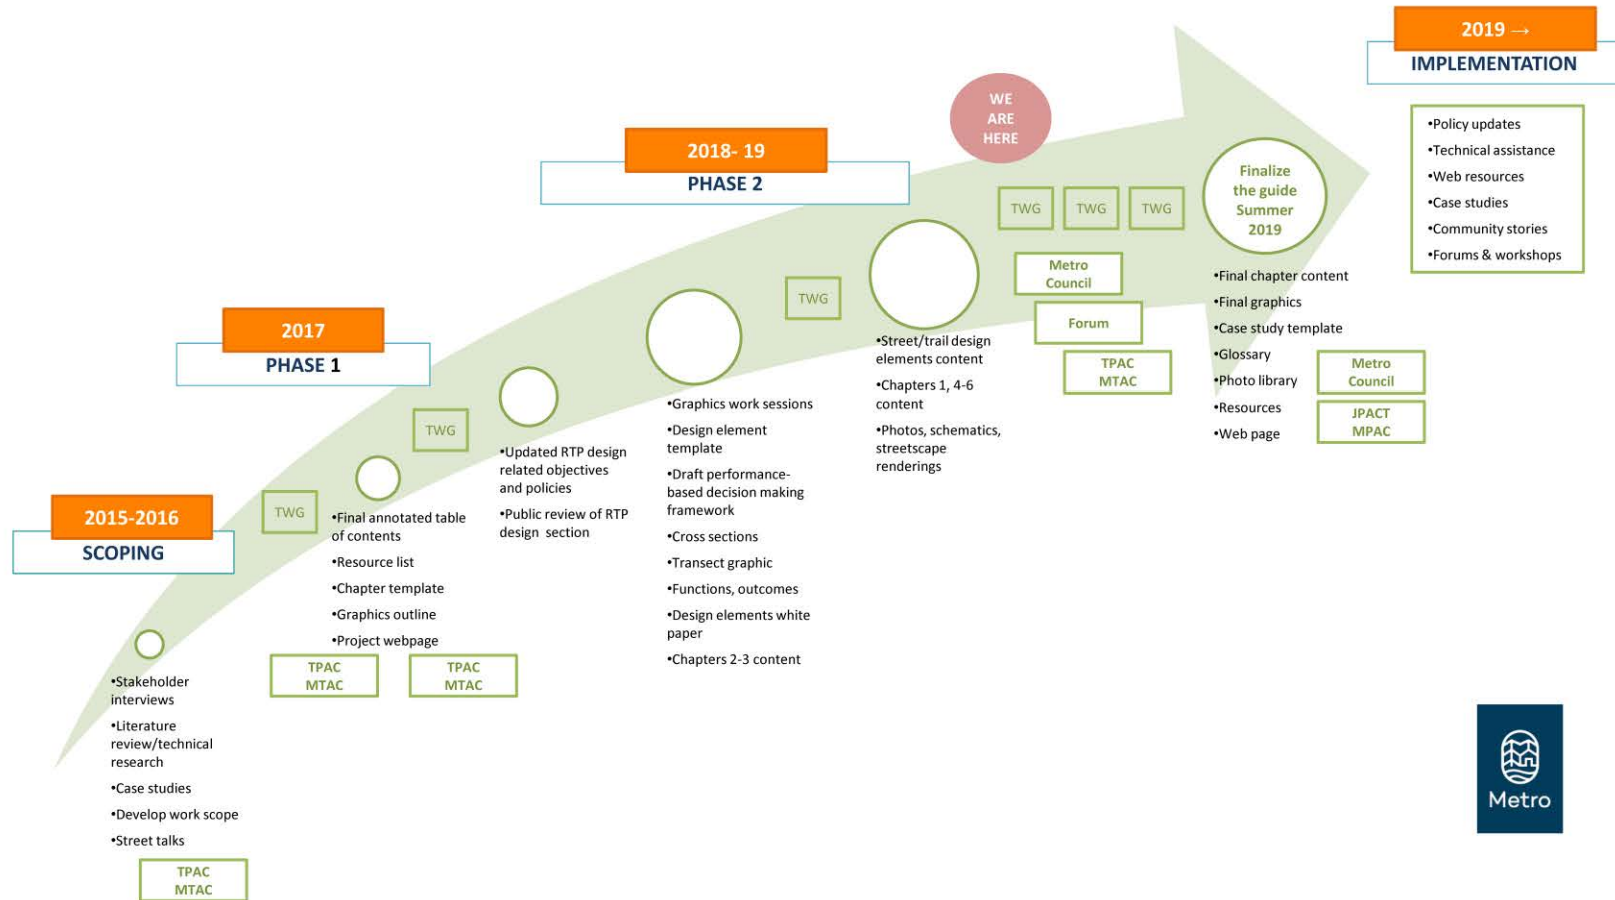 2015-2016
SCOPING
•Stakeholder
interviews
•Literature
review/technical
research
•Case studies
•Develop work scope
•Street talks
TPAC
MTAC
2017
PHASE 1
TWG
•Final annotated table
of contents
•Resource list
•Chapter template
•Graphics outline
•Project webpage
TPAC
MTAC
TPAC
MTAC
TWG
•Updated RTP design
related objectives
and policies
•Public review of RTP
design section
2018- 19
PHASE 2
•Graphics work sessions
•Design element
template
•Draft performance-
based decision making
framework
•Cross sections
•Transect graphic
•Functions, outcomes
•Design elements white
paper
•Chapters 2-3 content
TWG
•Street/trail design
elements content
•Chapters 1, 4-6
content
•Photos, schematics,
streetscape
renderings
WE
ARE
HERE
TWG
TWG
TWG
Metro
Council
Forum
TPAC
MTAC
Finalize
the guide
Summer
2019
•Final chapter content
•Final graphics
•Case study template
•Glossary
•Photo library
•Resources
•Web page
Metro
Council
JPACT
MPAC
2019 →
IMPLEMENTATION
•Policy updates
•Technical assistance
•Web resources
•Case studies
•Community stories
•Forums & workshops
Metro